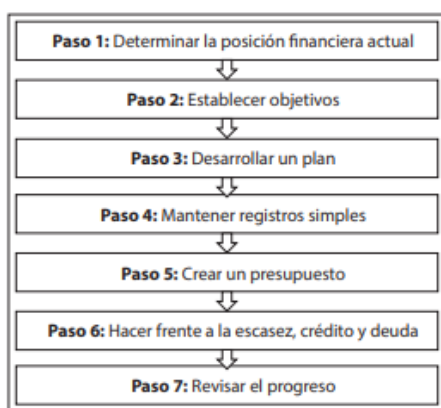 Paso 1: Determinar la posición financiera actual
Paso 2: Establecer objetivos
Paso 3: Desarrollar un plan
Paso 4: Mantener registros simples
Paso 5: Crear un presupuesto
Paso 6: Hacer frente a la escasez, crédito y deuda
Paso 7: Revisar el progreso